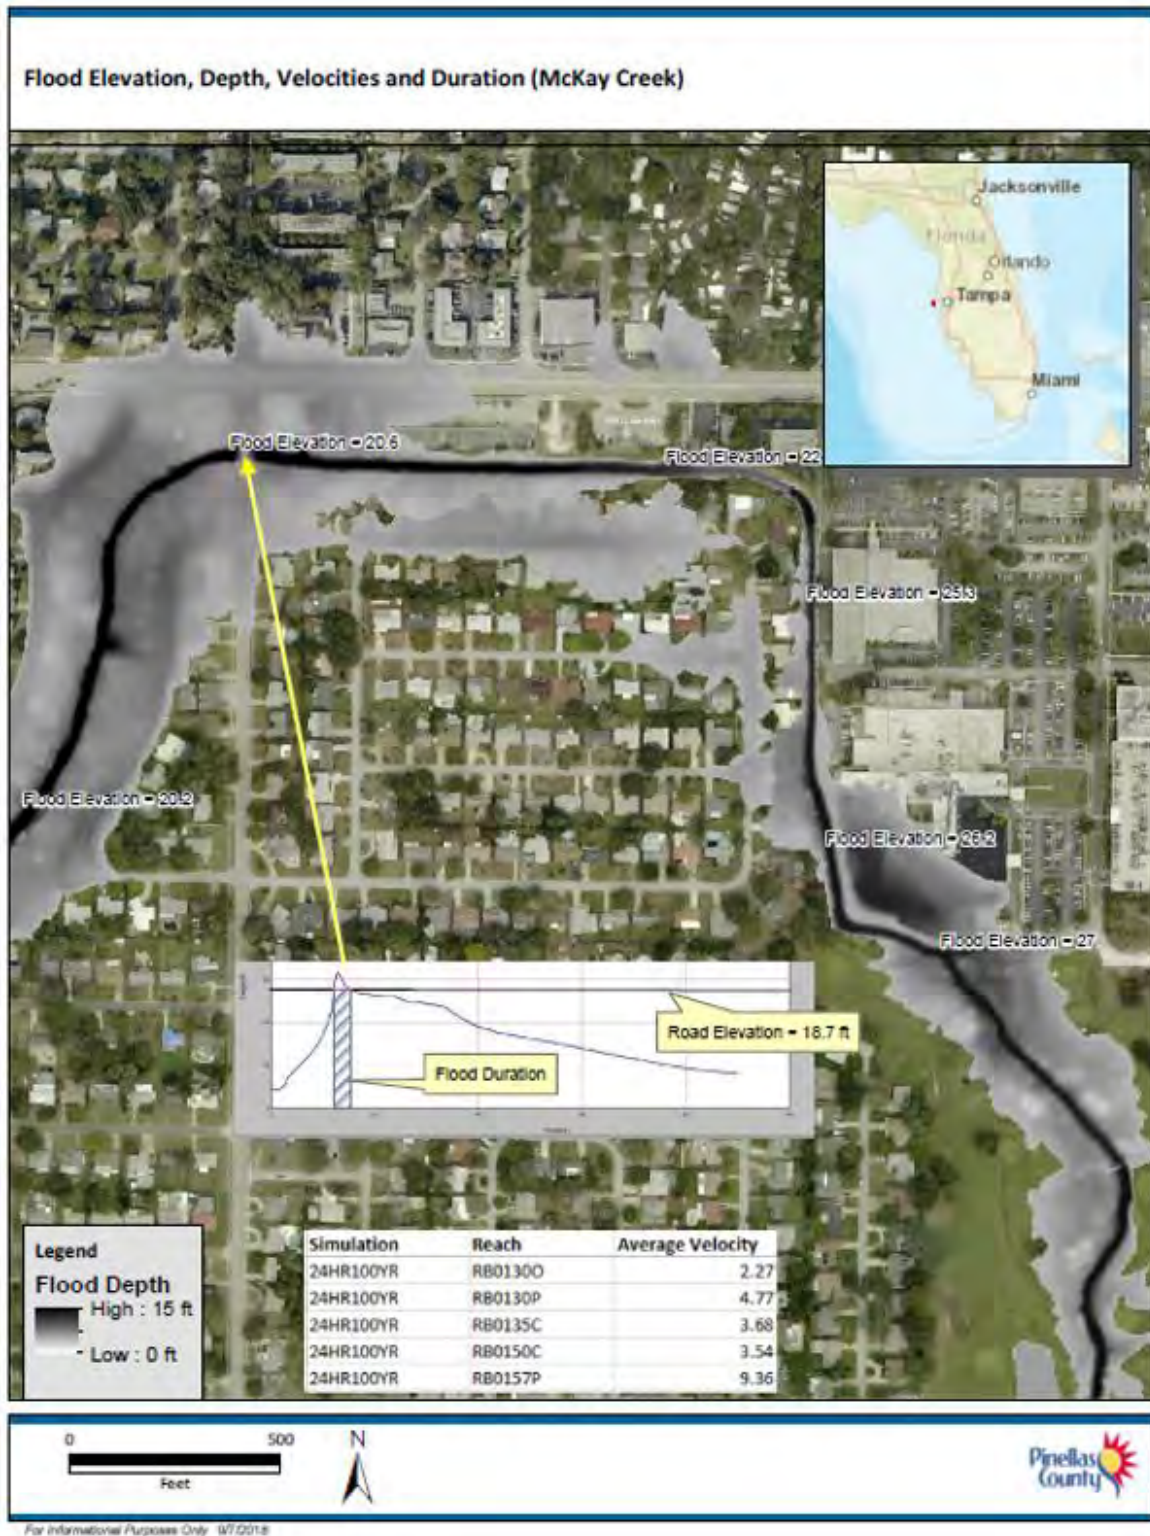 Flood Elevation, Depth, Velocities and Duration (McKay Creek)
Jacksonville
Florida
Orlando
Tampa
Miami
Flood Elevation = 20.6
Flood Elevation = 22
Flood Elevation = 25.3
Flood Elevation = 20.2
Flood Elevation = 26.2
Flood Elevation = 27
Road Elevation = 18.7 ft
Flood Duration
Legend
Flood Depth
High : 15 ft
Low : 0 ft
Simulation Reach Average Velocity
24HR100YR RB0130O 2.27
24HR100YR RB0130P 4.77
24HR100YR RB0135C 3.68
24HR100YR RB0150C 3.54
24HR100YR RB0157P 9.36
0 500
Feet
N
Pinellas
County
For Informational Purposes Only 9/7/2018